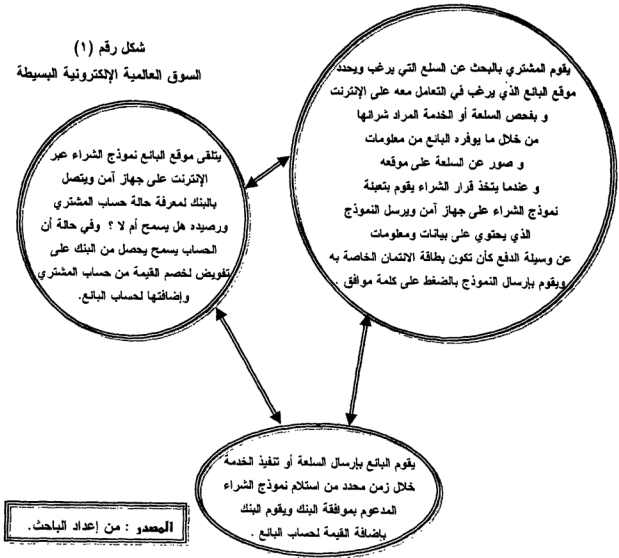 شكل رقم (١)
السوق العالمية الإلكترونية البسيطة
يقوم المشتري بالبحث عن السلع التي يرغب ويحدد
موقع البائع الذي يرغب في التعامل معه على الإنترنت
و بفحص السلعة أو الخدمة المراد شرائها
من خلال ما يوفره البائع من معلومات
و صور عن السلعة على موقعه
و عندما يتخذ قرار الشراء يقوم بتعبئة
نموذج الشراء على جهاز آمن ويرسل النموذج
الذي يحتوي على بيانات ومعلومات
عن وسيلة الدفع كأن تكون بطاقة الائتمان الخاصة به
ويقوم بإرسال النموذج بالضغط على كلمة موافق .
يتلقى موقع البائع نموذج الشراء عبر
الإنترنت على جهاز آمن ويتصل
بالبنك لمعرفة حالة حساب المشتري
ورصيده هل يسمح أم لا ؟ وفي حالة أن
الحساب يسمح يحصل من البنك على
تفويض لخصم القيمة من حساب المشتري
وإضافتها لحساب البائع.
يقوم البائع بإرسال السلعة أو تنفيذ الخدمة
خلال زمن محدد من استلام نموذج الشراء
المدعوم بموافقة البنك ويقوم البنك
بإضافة القيمة لحساب البائع .
المصدر : من إعداد الباحث.